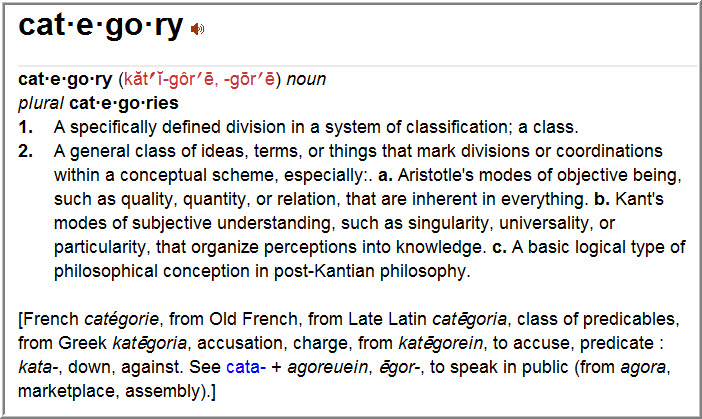 cat·e·go·ry
cat·e·go·ry (kăt′ĭ-gôr′ē, -gōr′ē) noun
plural cat·e·go·ries
1. A specifically defined division in a system of classification; a class.
2. A general class of ideas, terms, or things that mark divisions or coordinations
within a conceptual scheme, especially:. a. Aristotle's modes of objective being,
such as quality, quantity, or relation, that are inherent in everything. b. Kant's
modes of subjective understanding, such as singularity, universality, or
particularity, that organize perceptions into knowledge. c. A basic logical type of
philosophical conception in post-Kantian philosophy.
[French catégorie, from Old French, from Late Latin catēgoria, class of predicables,
from Greek katēgoria, accusation, charge, from katēgorein, to accuse, predicate :
kata-, down, against. See cata- + agoreuein, ēgor-, to speak in public (from agora,
marketplace, assembly).]